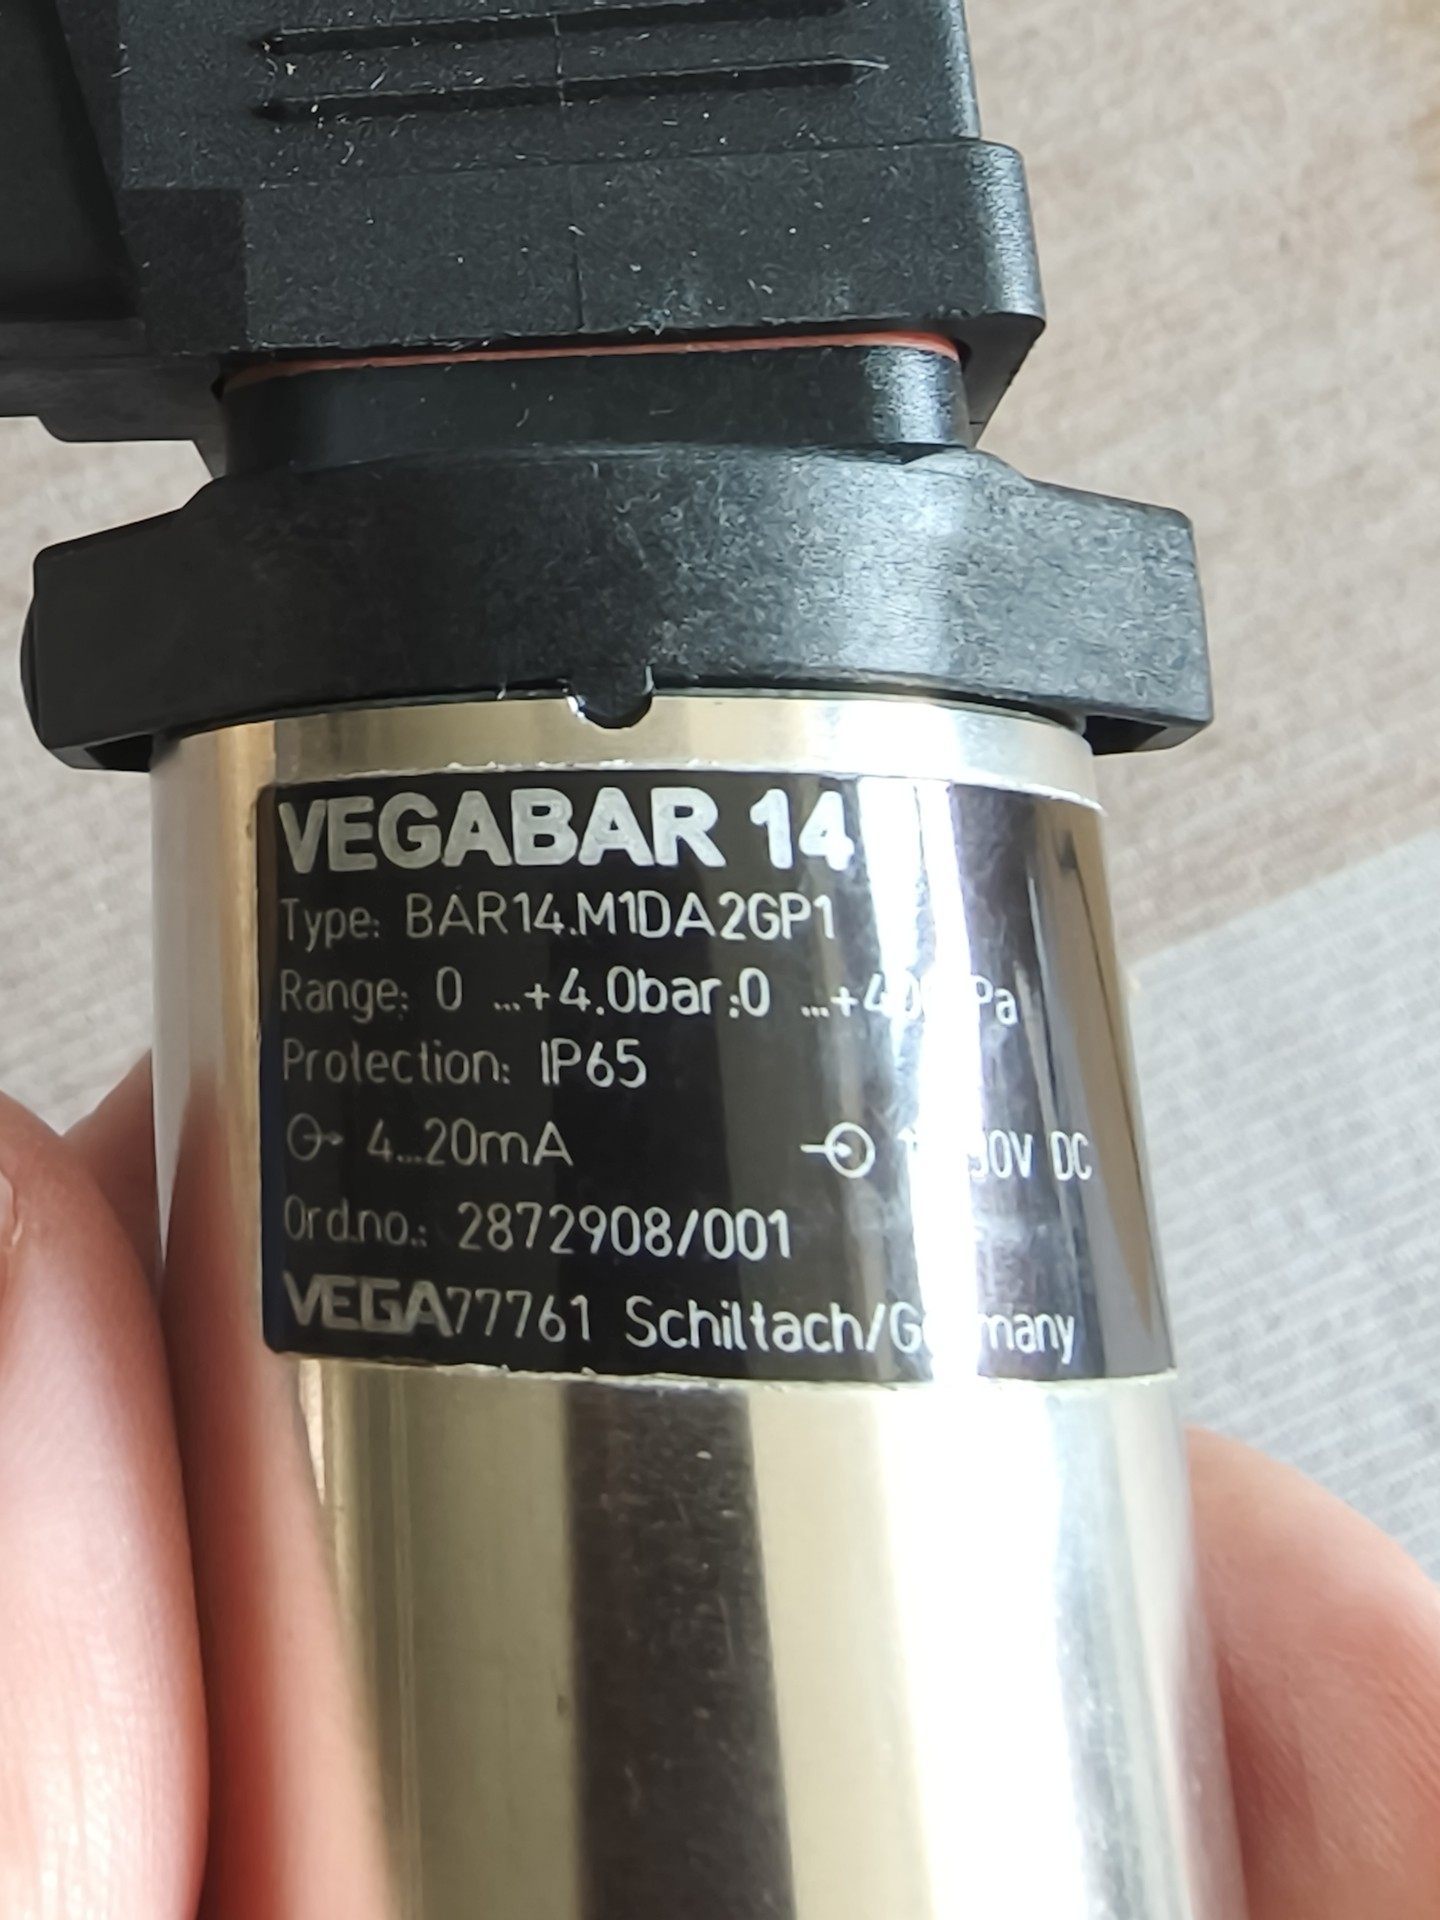 VEGABAR 14
Type: BAR14.M1DA2GP1
Range: 0 ...+4.0bar:0
Protection: IP65
4...20mA DC
Ord.no.: 2872908/001
VEGA 77761 Schiltach/Germany